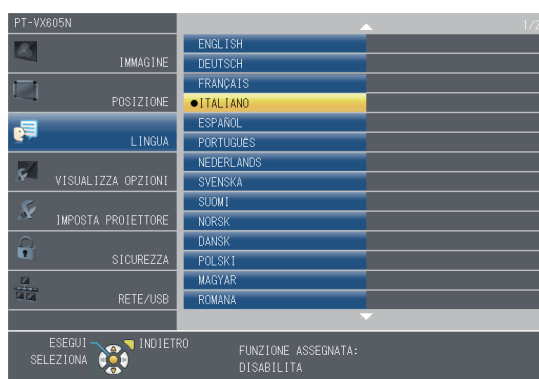 PT-VX605N
1/2
IMMAGINE
POSIZIONE
LINGUA
VISUALIZZA OPZIONI
IMPOSTA PROIETTORE
SICUREZZA
RETE/USB
ENGLISH
DEUTSCH
FRANÇAIS
●ITALIANO
ESPAÑOL
PORTUGUÊS
NEDERLANDS
SVENSKA
SUOMI
NORSK
DANSK
POLSKI
MAGYAR
ROMANA
ESEGUI
INDIETRO
SELEZIONA
FUNZIONE ASSEGNATA:
DISABILITA